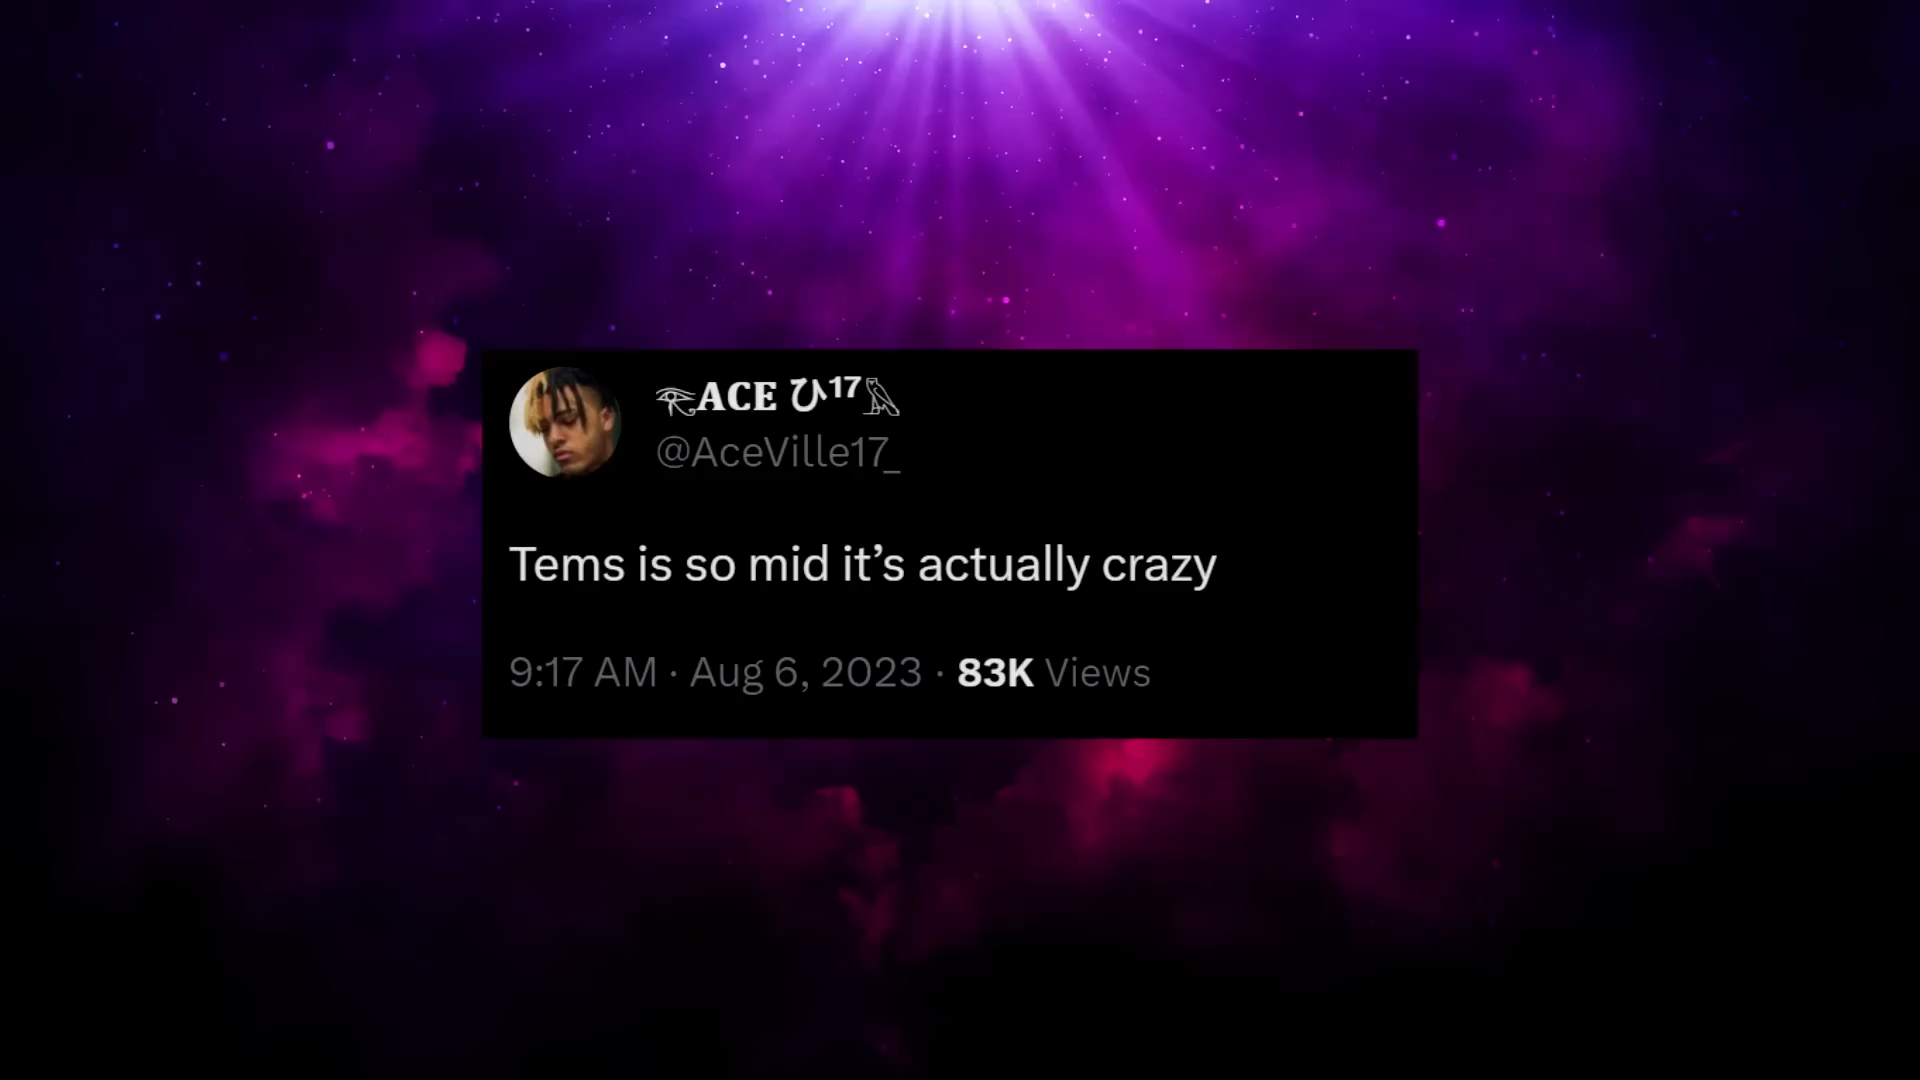 𓂀ACE ひ¹⁷𓅓
@AceVille17_
Tems is so mid it’s actually crazy
9:17 AM · Aug 6, 2023 · 83K Views